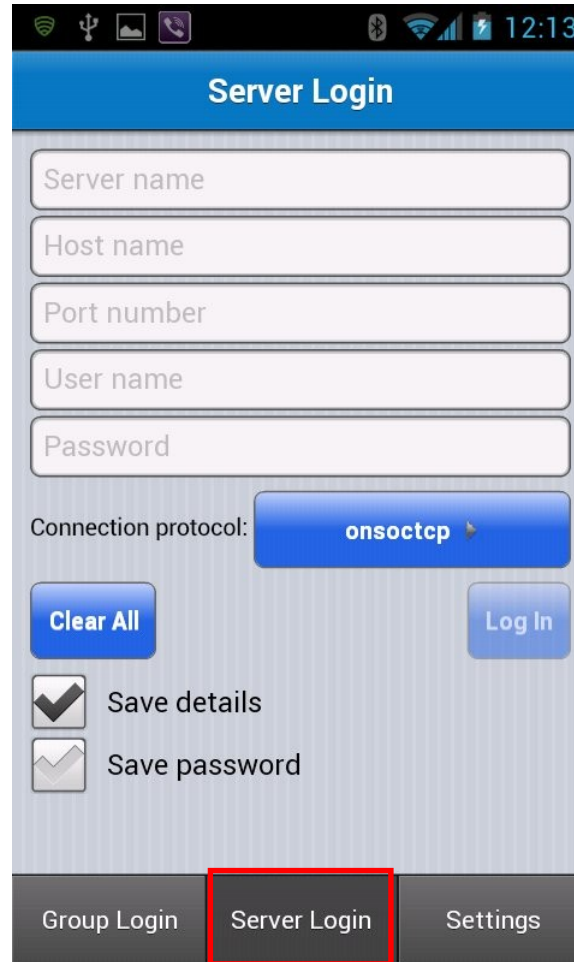 12:13
Server Login
Server name
Host name
Port number
User name
Password
Connection protocol: onsoctcp
Clear All Log In
Save details
Save password
Group Login Server Login Settings